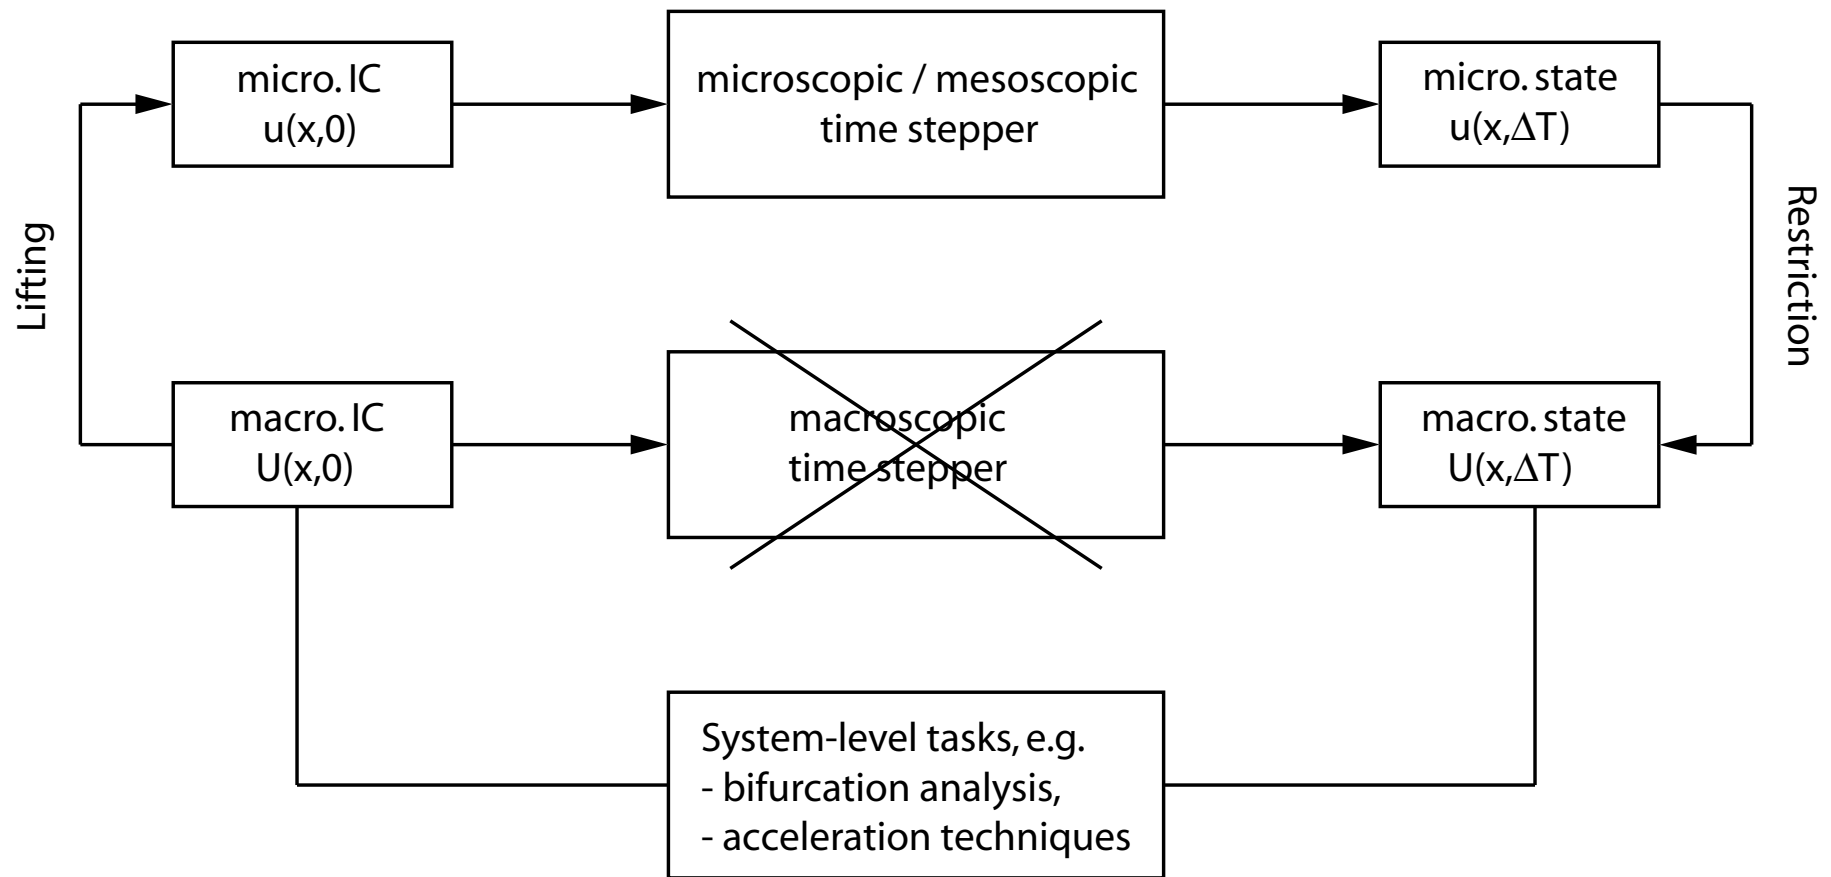 micro. IC
u(x,0)
microscopic / mesoscopic
time stepper
micro. state
u(x,ΔT)
Lifting
Restriction
macro. IC
U(x,0)
macroscopic
time stepper
macro. state
U(x,ΔT)
System-level tasks, e.g.
- bifurcation analysis,
- acceleration techniques